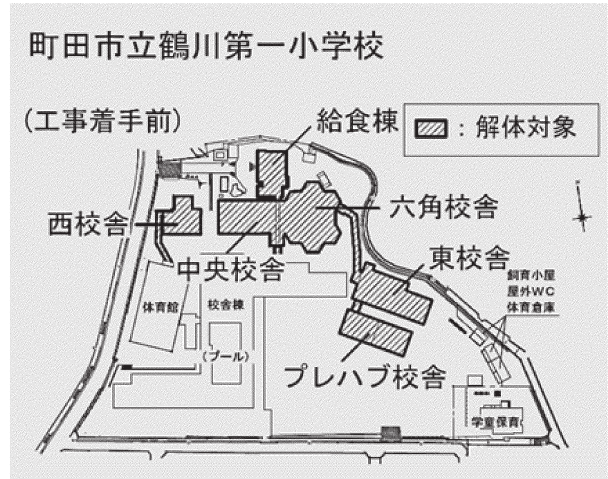 町田市立鶴川第一小学校
(工事着手前)
給食棟
：解体対象
六角校舎
西校舎
中央校舎
東校舎
飼育小屋
屋外WC
体育倉庫
体育館
校舎棟
(プール)
プレハブ校舎
学童保育